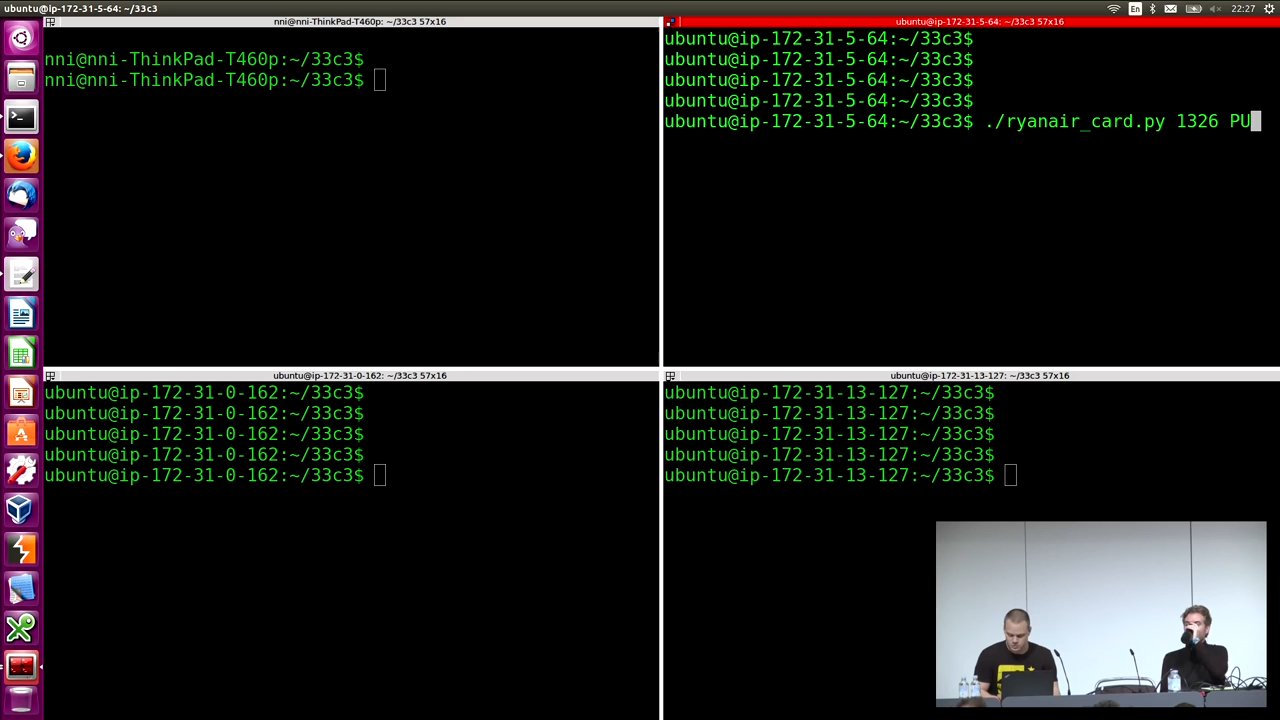 ubuntu@ip-172-31-5-64: ~/33c3
En
22:27
nni@nni-ThinkPad-T460p: ~/33c3 57x16
nni@nni-ThinkPad-T460p:~/33c3$
nni@nni-ThinkPad-T460p:~/33c3$
ubuntu@ip-172-31-5-64: ~/33c3 57x16
ubuntu@ip-172-31-5-64:~/33c3$
ubuntu@ip-172-31-5-64:~/33c3$
ubuntu@ip-172-31-5-64:~/33c3$
ubuntu@ip-172-31-5-64:~/33c3$
ubuntu@ip-172-31-5-64:~/33c3$ ./ryanair_card.py 1326 PU
ubuntu@ip-172-31-0-162: ~/33c3 57x16
ubuntu@ip-172-31-0-162:~/33c3$
ubuntu@ip-172-31-0-162:~/33c3$
ubuntu@ip-172-31-0-162:~/33c3$
ubuntu@ip-172-31-0-162:~/33c3$
ubuntu@ip-172-31-0-162:~/33c3$
ubuntu@ip-172-31-13-127: ~/33c3 57x16
ubuntu@ip-172-31-13-127:~/33c3$
ubuntu@ip-172-31-13-127:~/33c3$
ubuntu@ip-172-31-13-127:~/33c3$
ubuntu@ip-172-31-13-127:~/33c3$
ubuntu@ip-172-31-13-127:~/33c3$